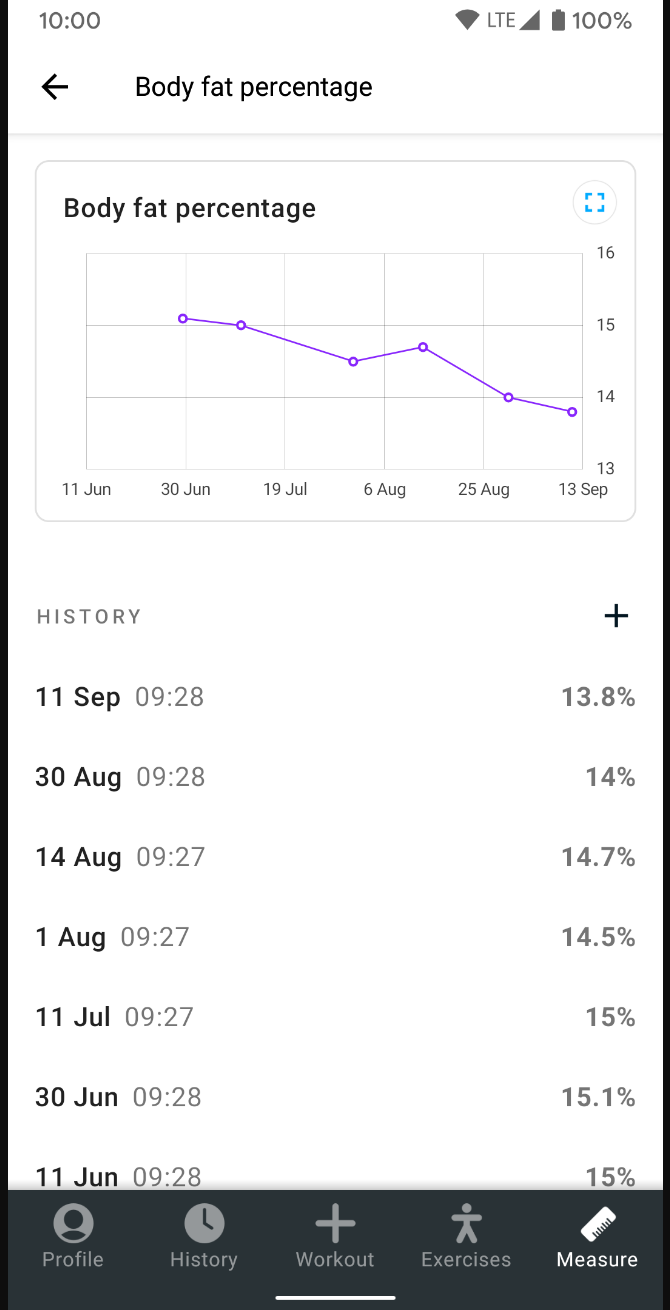 10:00 LTE 100%
Body fat percentage
Body fat percentage
16
15
14
13
11 Jun 30 Jun 19 Jul 6 Aug 25 Aug 13 Sep
HISTORY
11 Sep 09:28 13.8%
30 Aug 09:28 14%
14 Aug 09:27 14.7%
1 Aug 09:27 14.5%
11 Jul 09:27 15%
30 Jun 09:28 15.1%
11 Jun 09:28 15%
Profile History Workout Exercises Measure